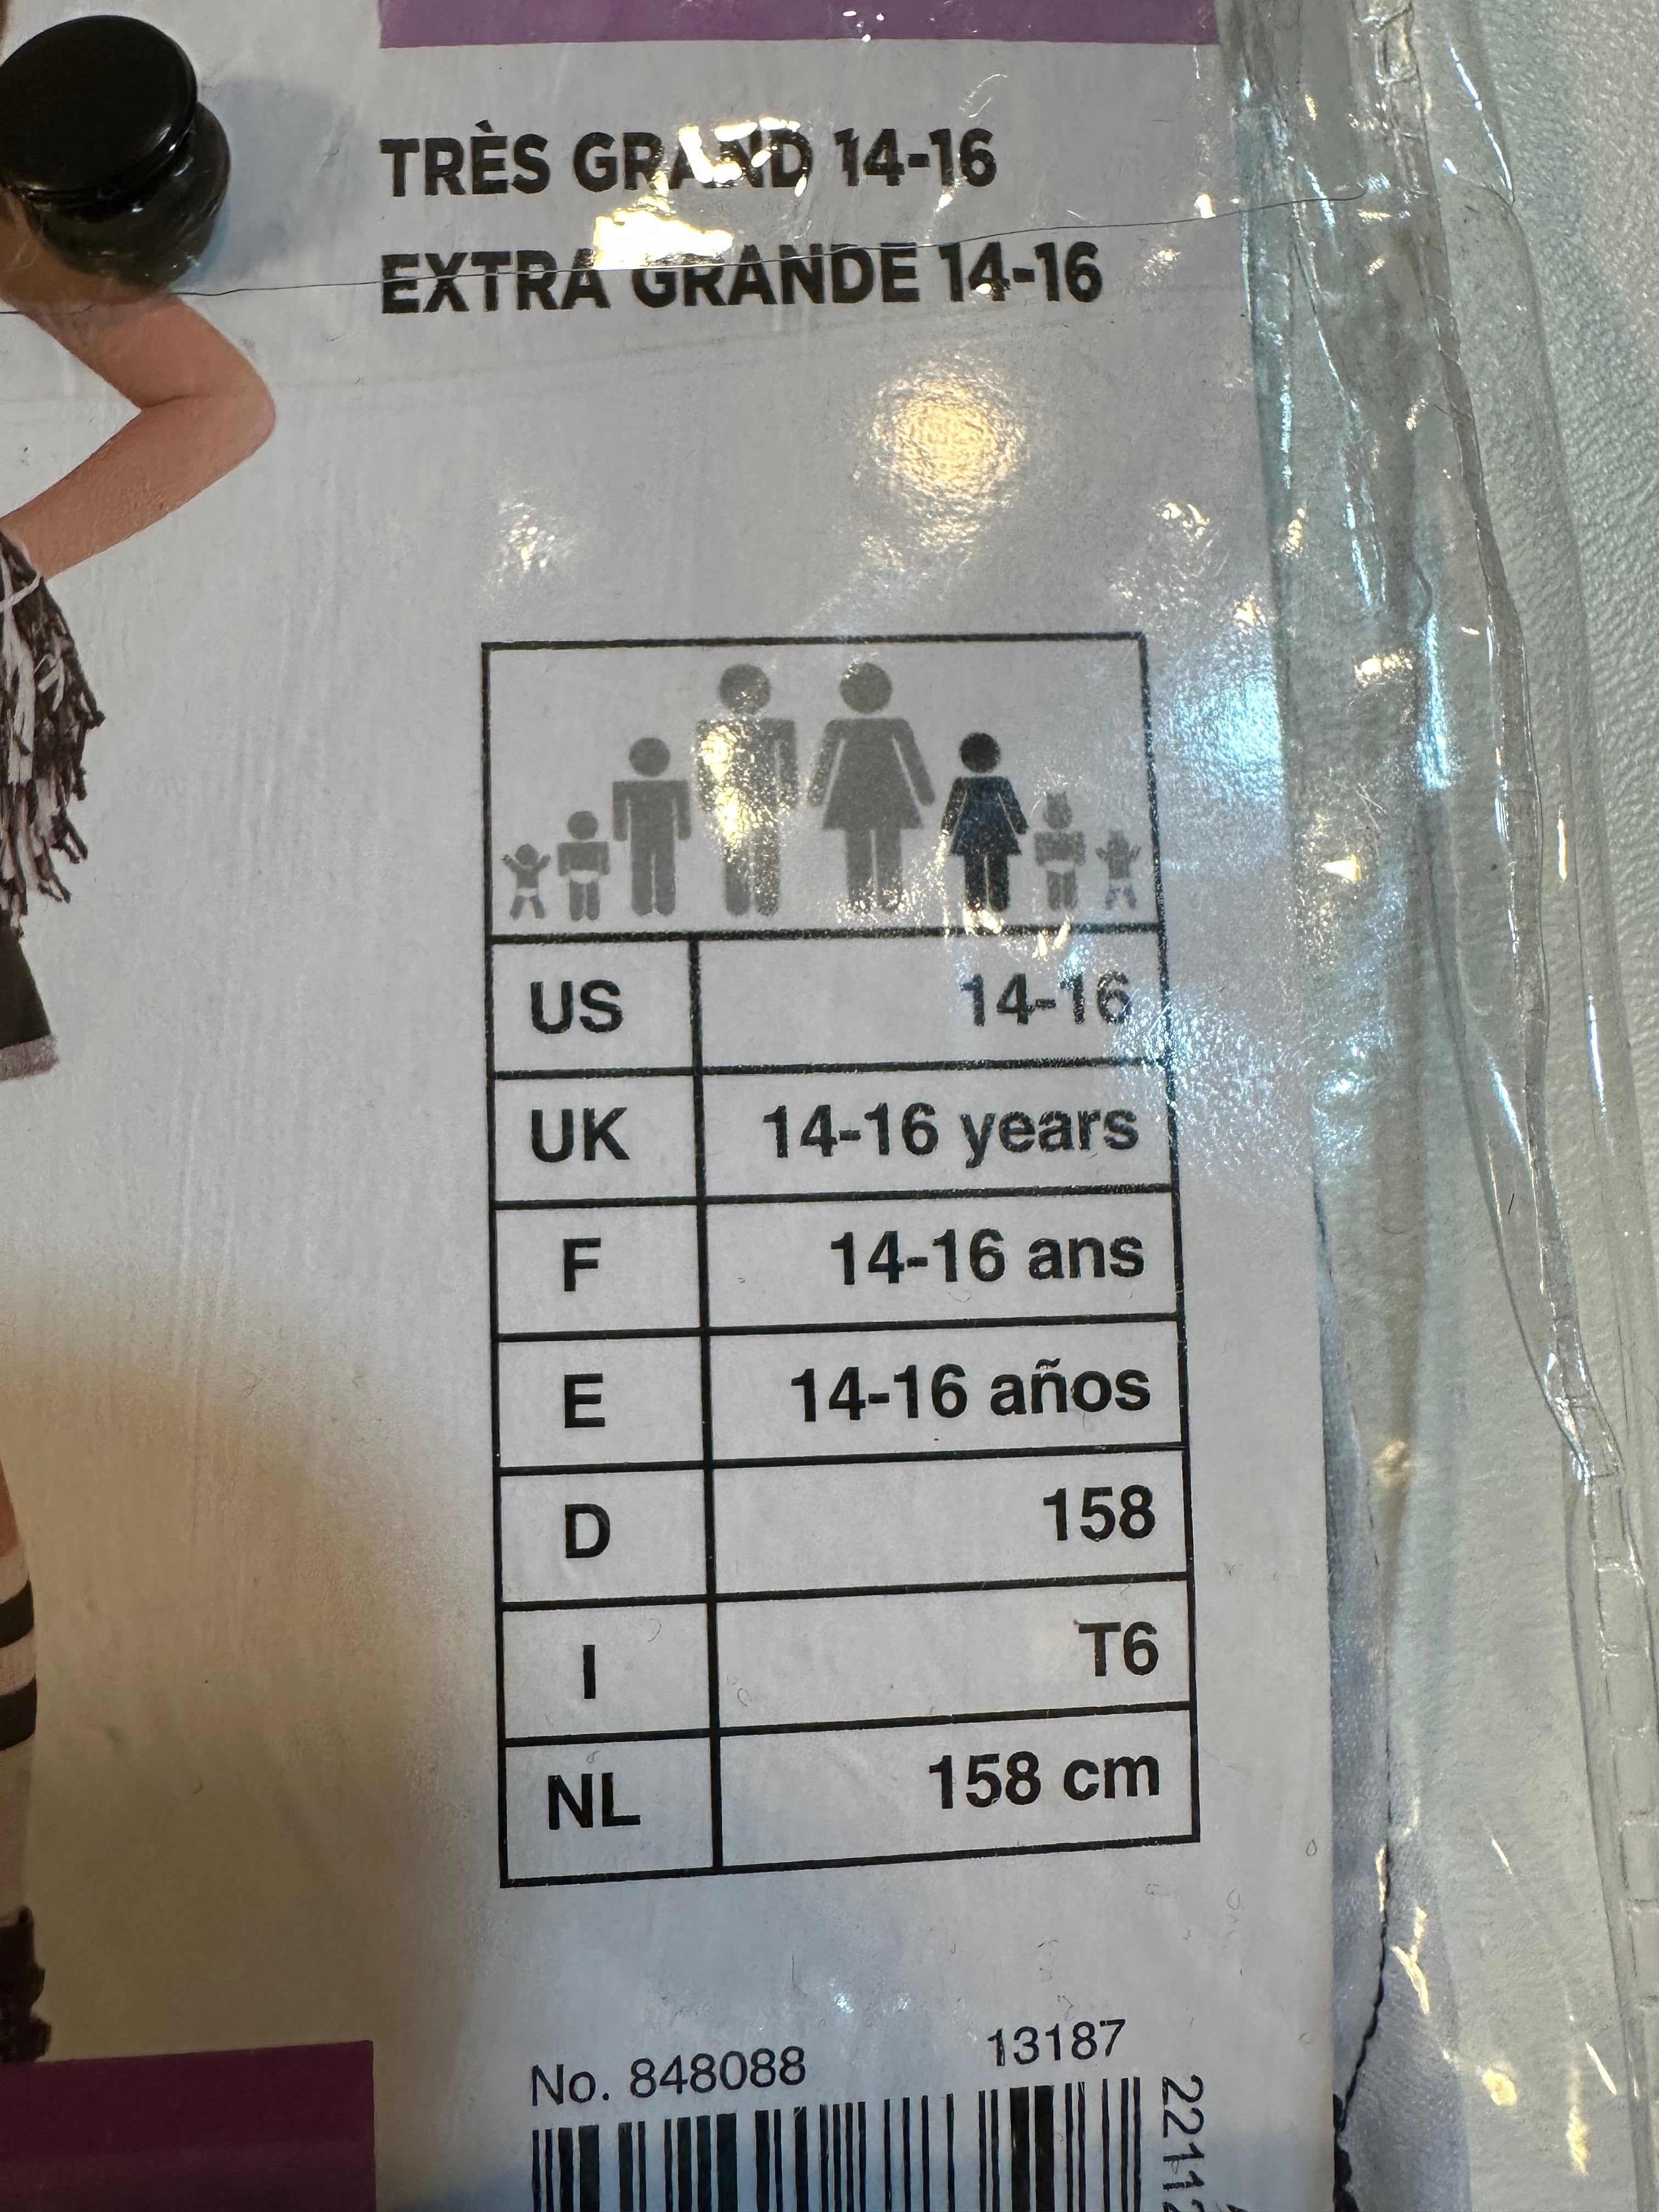 TRÈS GRAND 14-16
EXTRA GRANDE 14-16
US 14-16
UK 14-16 years
F 14-16 ans
E 14-16 años
D 158
I T6
NL 158 cm
No. 848088 13187